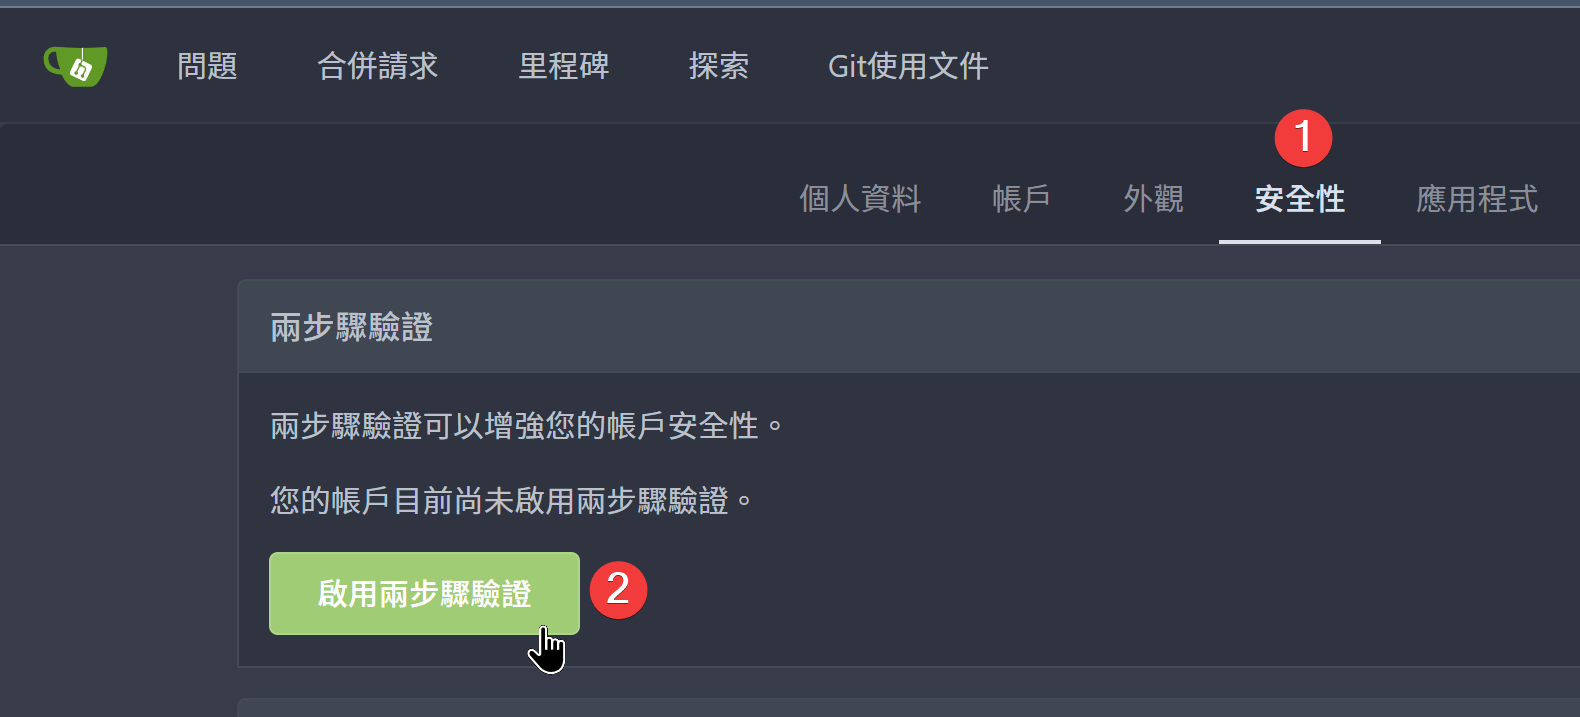 問題 合併請求 里程碑 探索 Git使用文件
1
個人資料 帳戶 外觀 安全性 應用程式
兩步驟驗證
兩步驟驗證可以增強您的帳戶安全性。
您的帳戶目前尚未啟用兩步驟驗證。
啟用兩步驟驗證 2